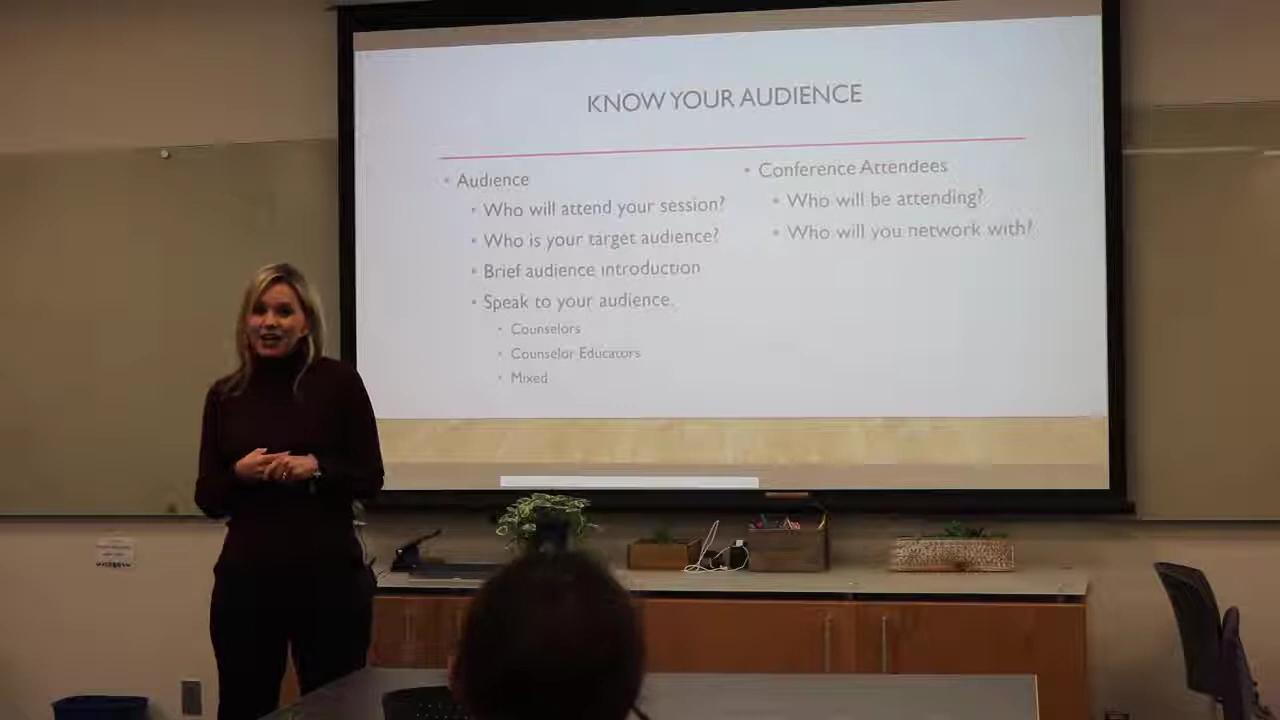 KNOW YOUR AUDIENCE
• Audience
• Who will attend your session?
• Who is your target audience?
• Brief audience introduction
• Speak to your audience.
• Counselors
• Counselor Educators
• Mixed
• Conference Attendees
• Who will be attending?
• Who will you network with?